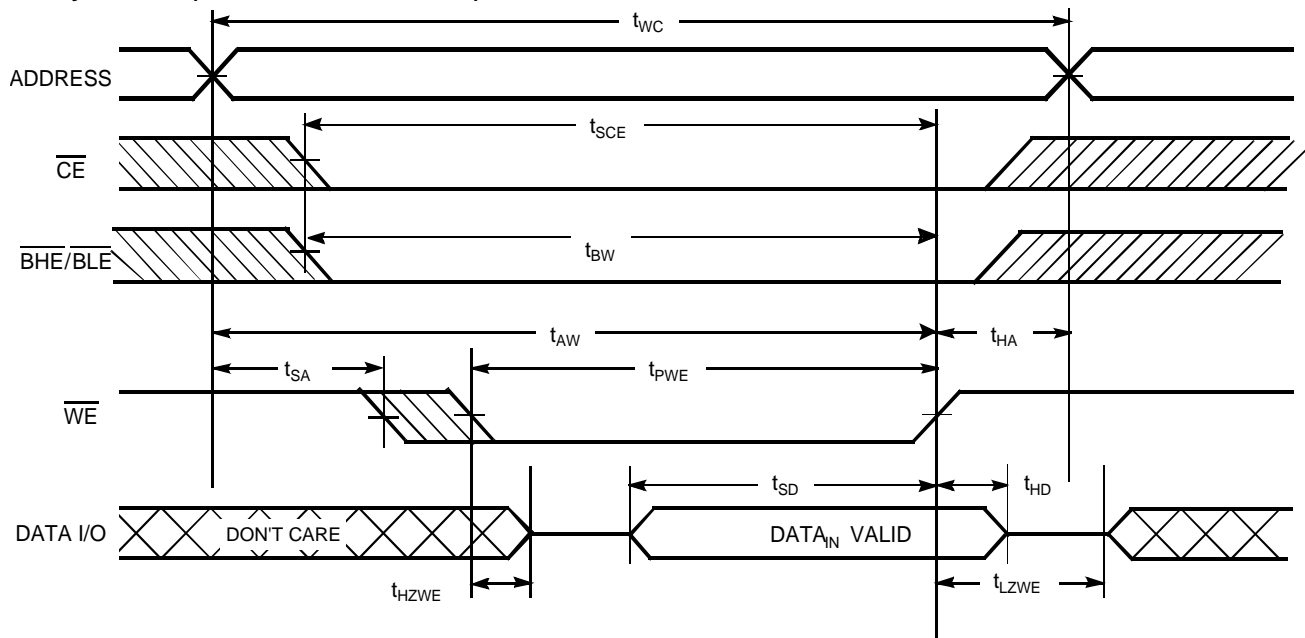 tWC
ADDRESS
tSCE
CE
tBW
BHE/BLE
tAW
tHA
tSA
tPWE
WE
tSD
tHD
DATA I/O
DON'T CARE
DATAIN VALID
tHZWE
tLZWE